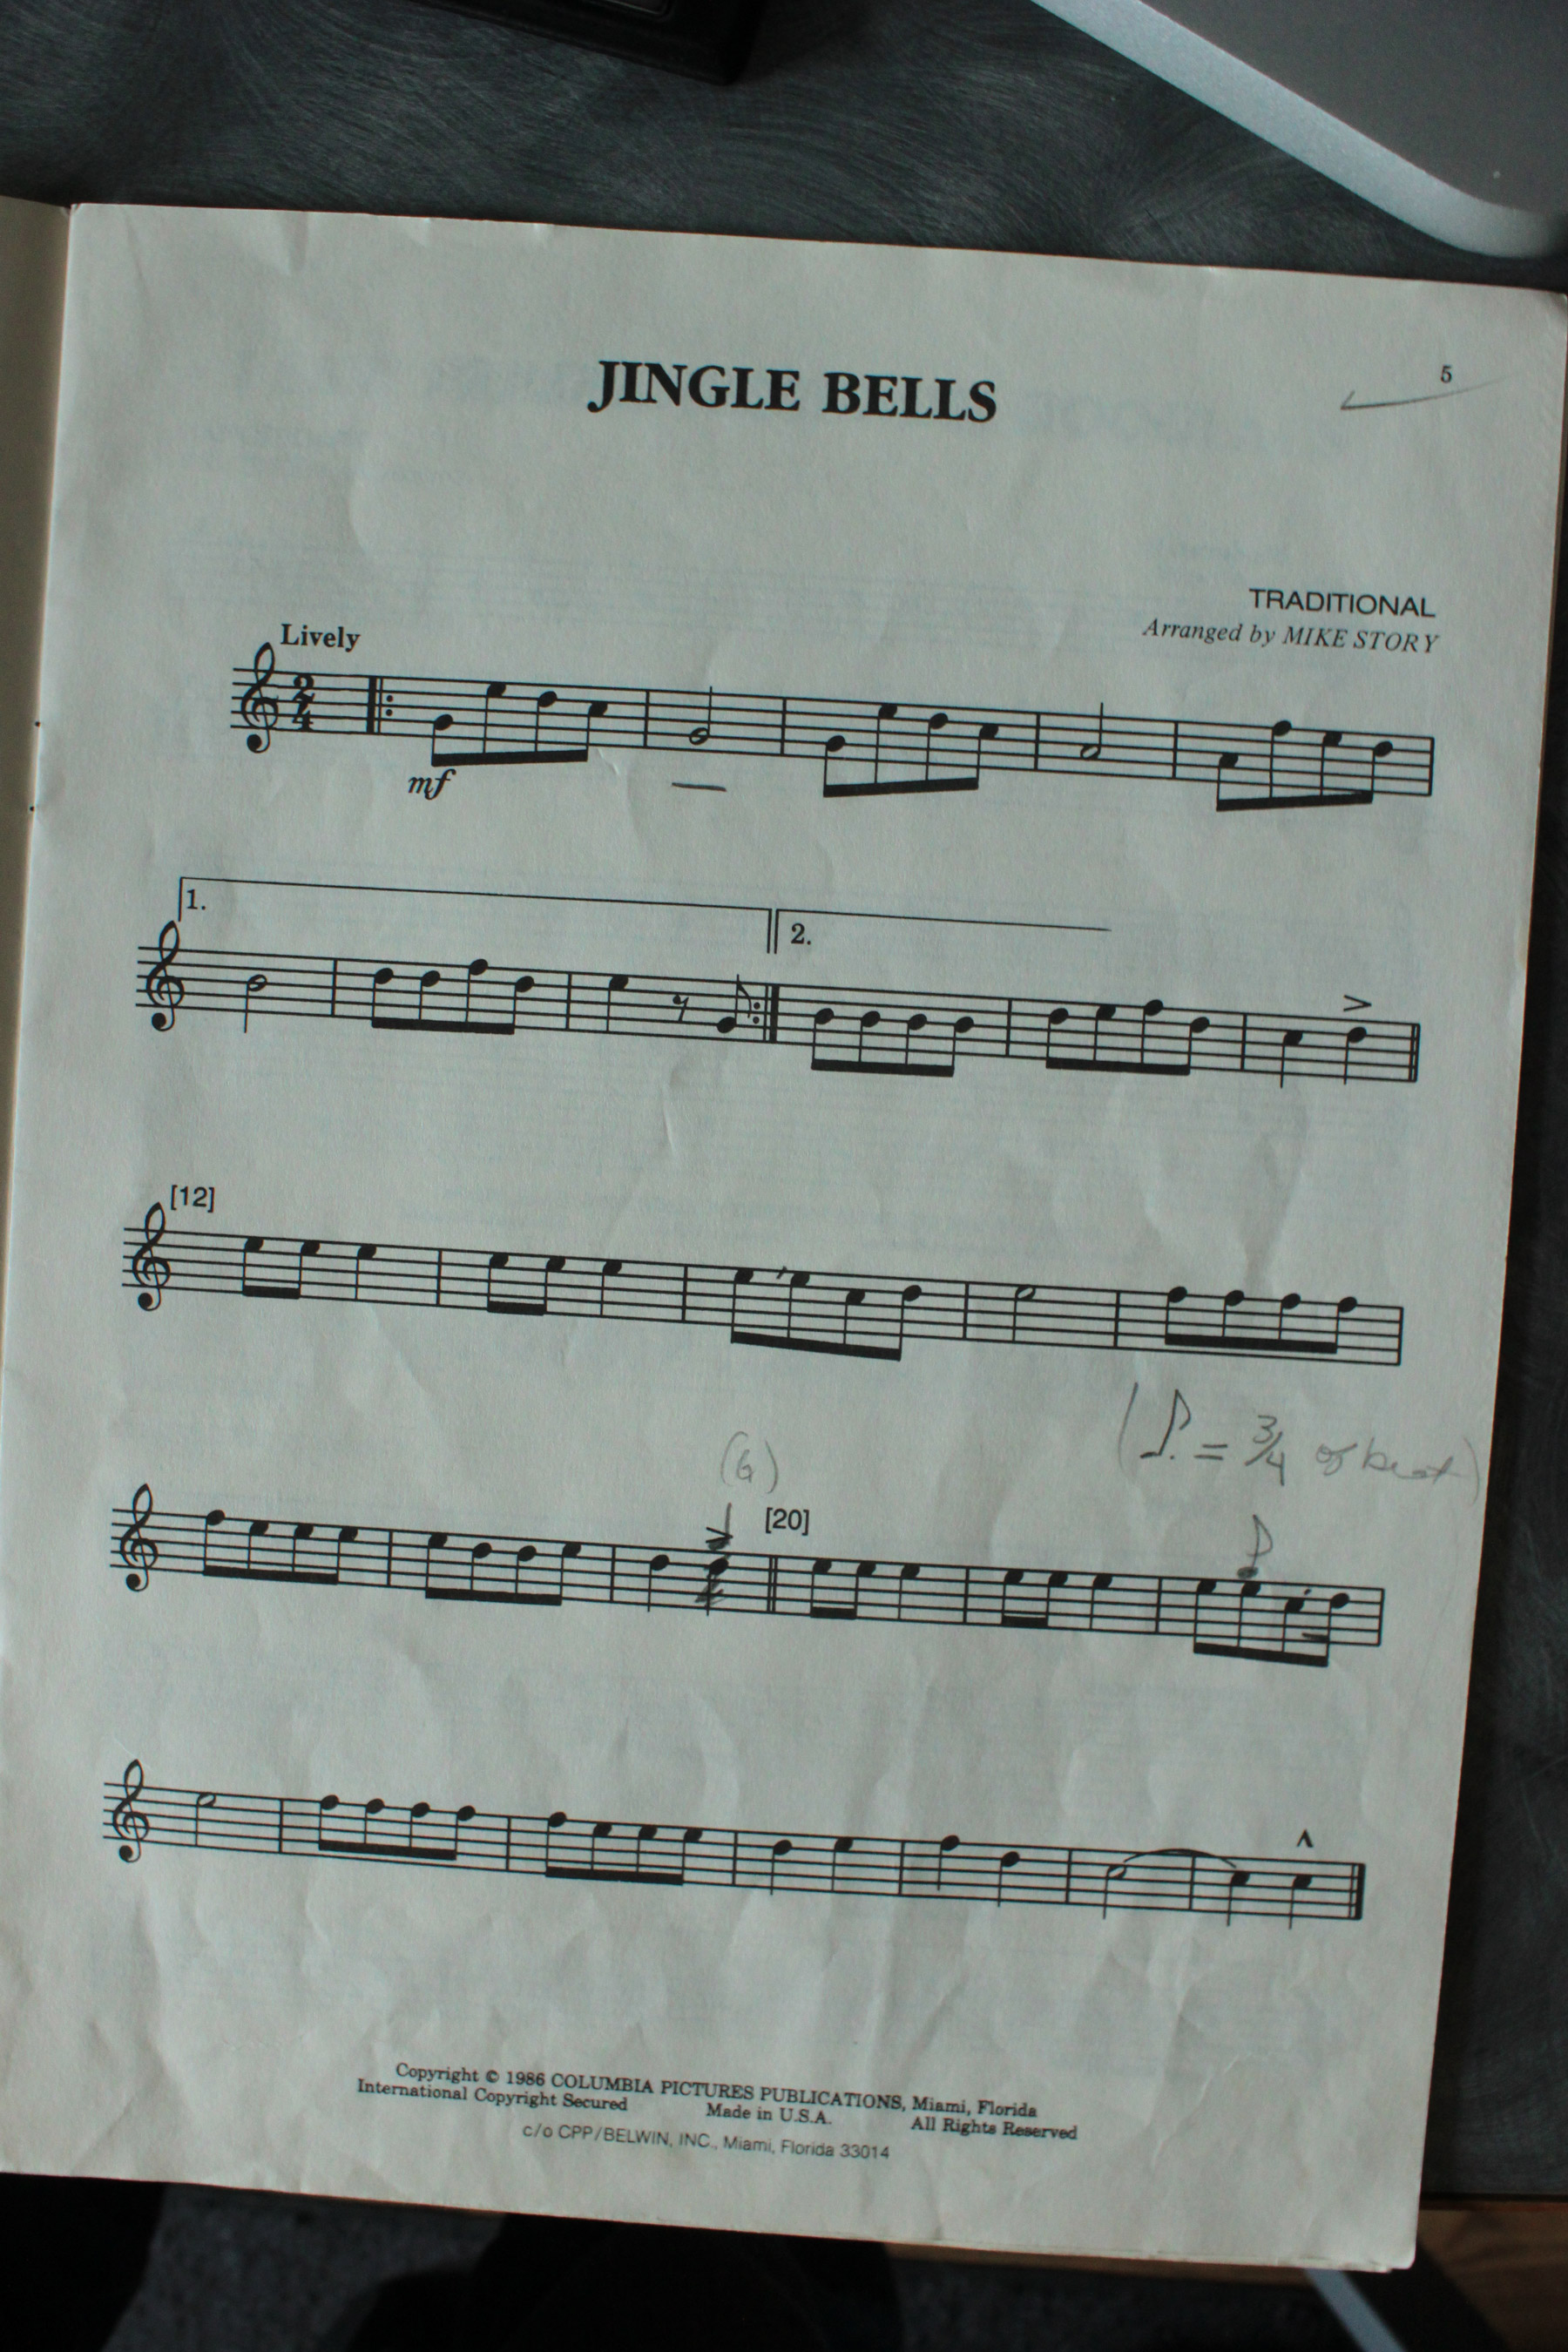 JINGLE BELLS
5
TRADITIONAL
Arranged by MIKE STORY
Lively
2
4
mf
1.
2.
[12]
( ♪. = 3/4 of beat )
(G)
[20]
Copyright © 1986 COLUMBIA PICTURES PUBLICATIONS, Miami, Florida
International Copyright Secured Made in U.S.A. All Rights Reserved
c/o CPP/BELWIN, INC., Miami, Florida 33014